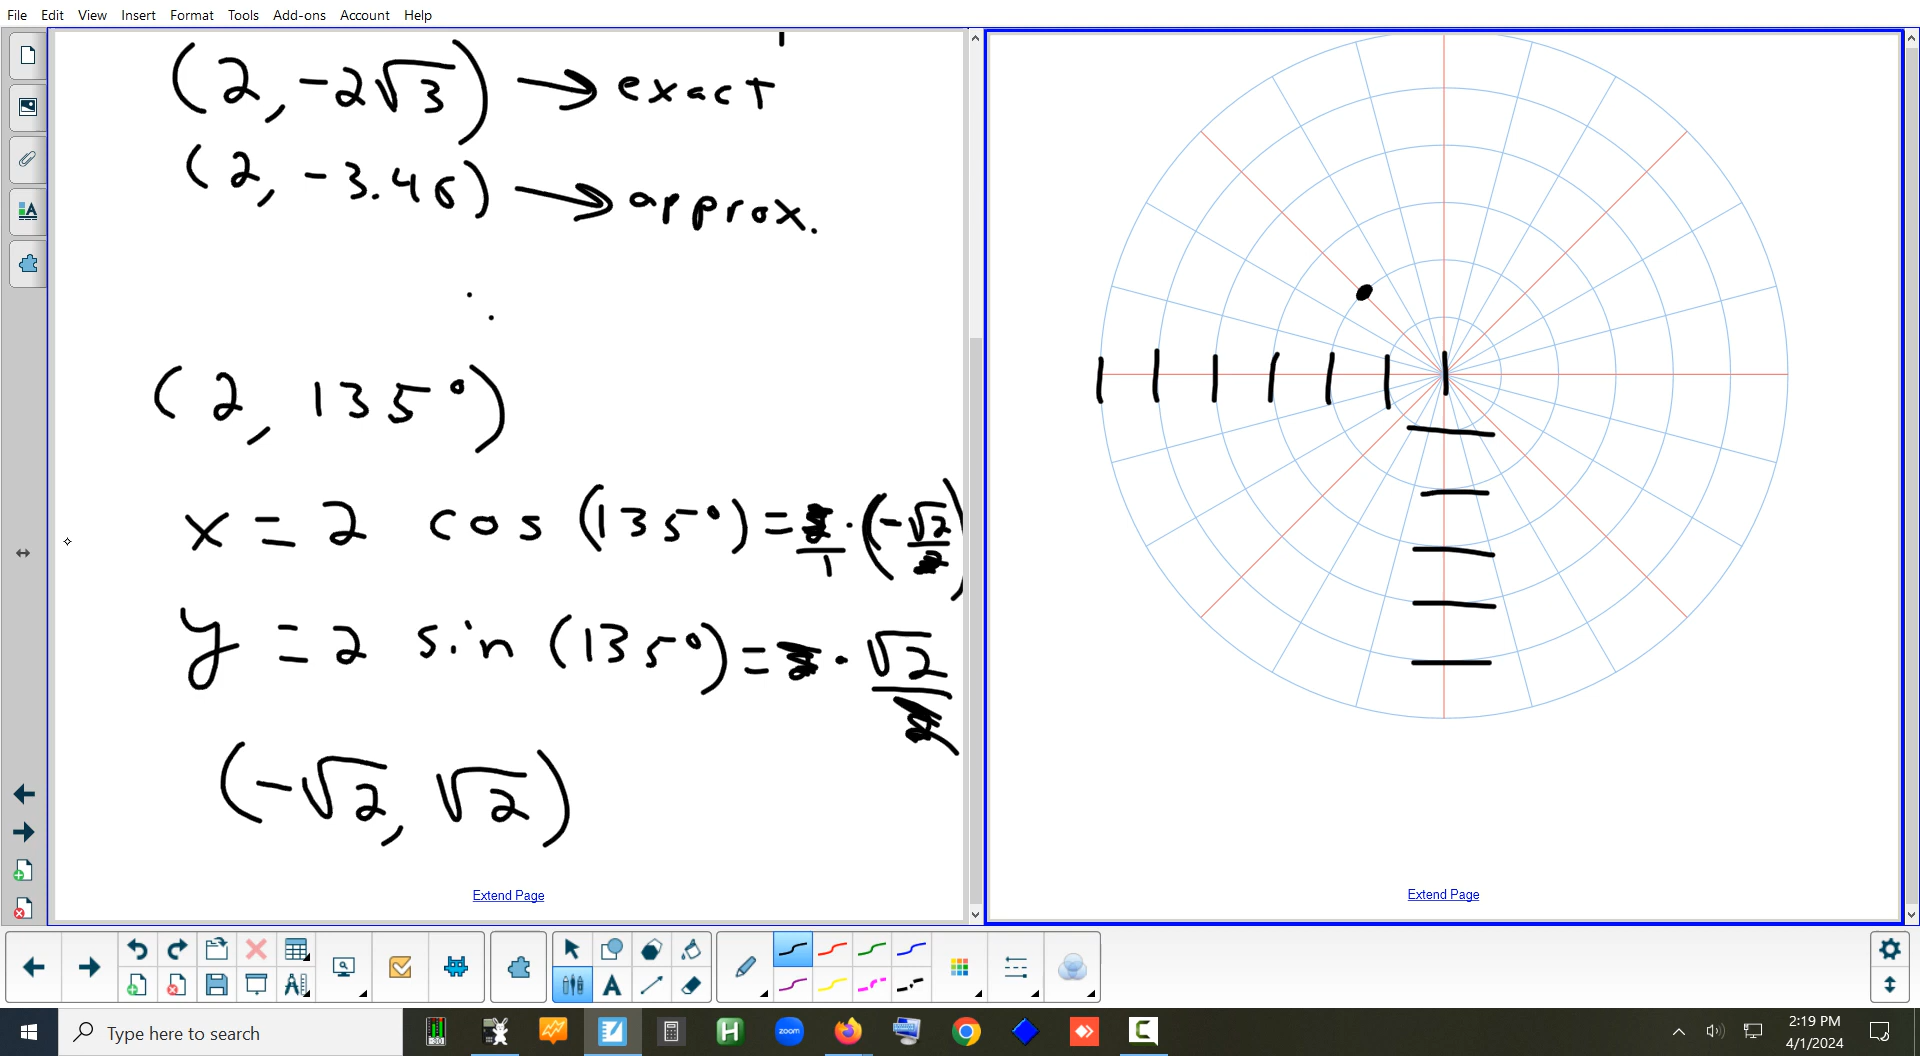 File Edit View Insert Format Tools Add-ons Account Help
(2, -2√3) → exact
(2, -3.46) → approx.
(2, 135°)
x = 2 cos (135°) = 2/1 · (-√2/2)
y = 2 sin (135°) = 2 · √2/2
(-√2, √2)
Extend Page
Extend Page
A
zoom
H
C
Type here to search
2:19 PM
4/1/2024